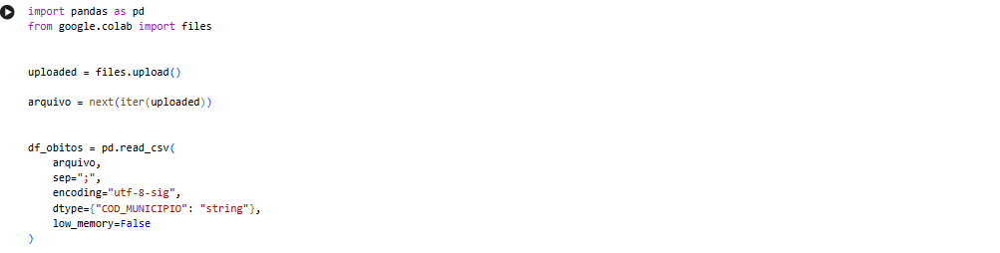 import pandas as pd
from google.colab import files
uploaded = files.upload()
arquivo = next(iter(uploaded))
df_obitos = pd.read_csv(
    arquivo,
    sep=";",
    encoding="utf-8-sig",
    dtype={"COD_MUNICIPIO": "string"},
    low_memory=False
)